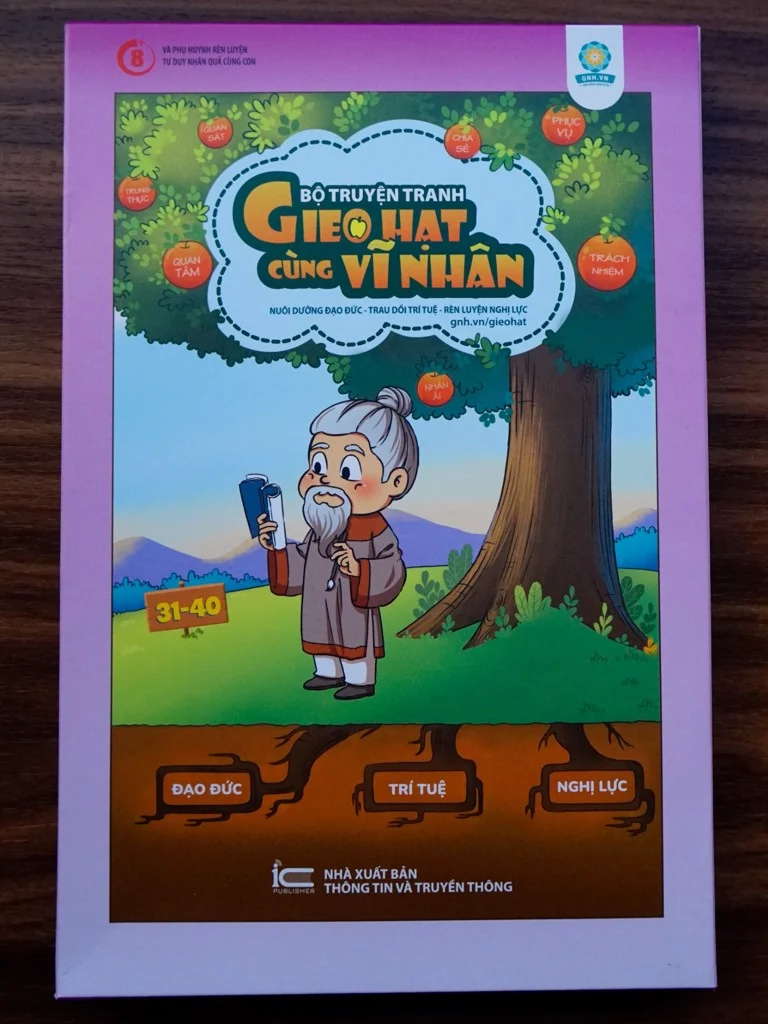 8+
VÀ PHỤ HUYNH RÈN LUYỆN
TƯ DUY NHÂN QUẢ CÙNG CON
GNH.VN
QUAN
SÁT
CHIA
SẺ
PHỤC
VỤ
TRUNG
THỰC
BỘ TRUYỆN TRANH
GIEO HẠT
CÙNG VĨ NHÂN
QUAN
TÂM
TRÁCH
NHIỆM
NUÔI DƯỠNG ĐẠO ĐỨC - TRAU DỒI TRÍ TUỆ - RÈN LUYỆN NGHỊ LỰC
gnh.vn/gieohat
NHÂN
ÁI
31-40
ĐẠO ĐỨC
TRÍ TUỆ
NGHỊ LỰC
ic
PUBLISHER
NHÀ XUẤT BẢN
THÔNG TIN VÀ TRUYỀN THÔNG